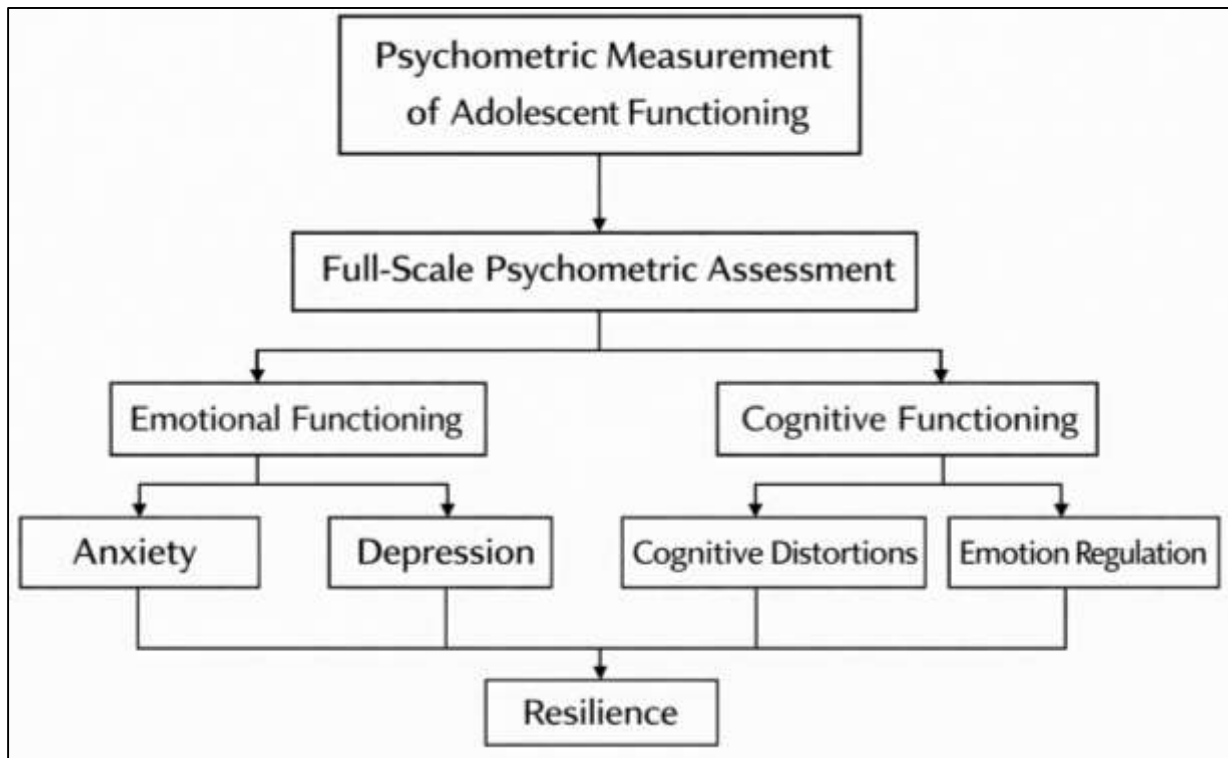 Psychometric Measurement
of Adolescent Functioning
Full-Scale Psychometric Assessment
Emotional Functioning
Cognitive Functioning
Anxiety
Depression
Cognitive Distortions
Emotion Regulation
Resilience